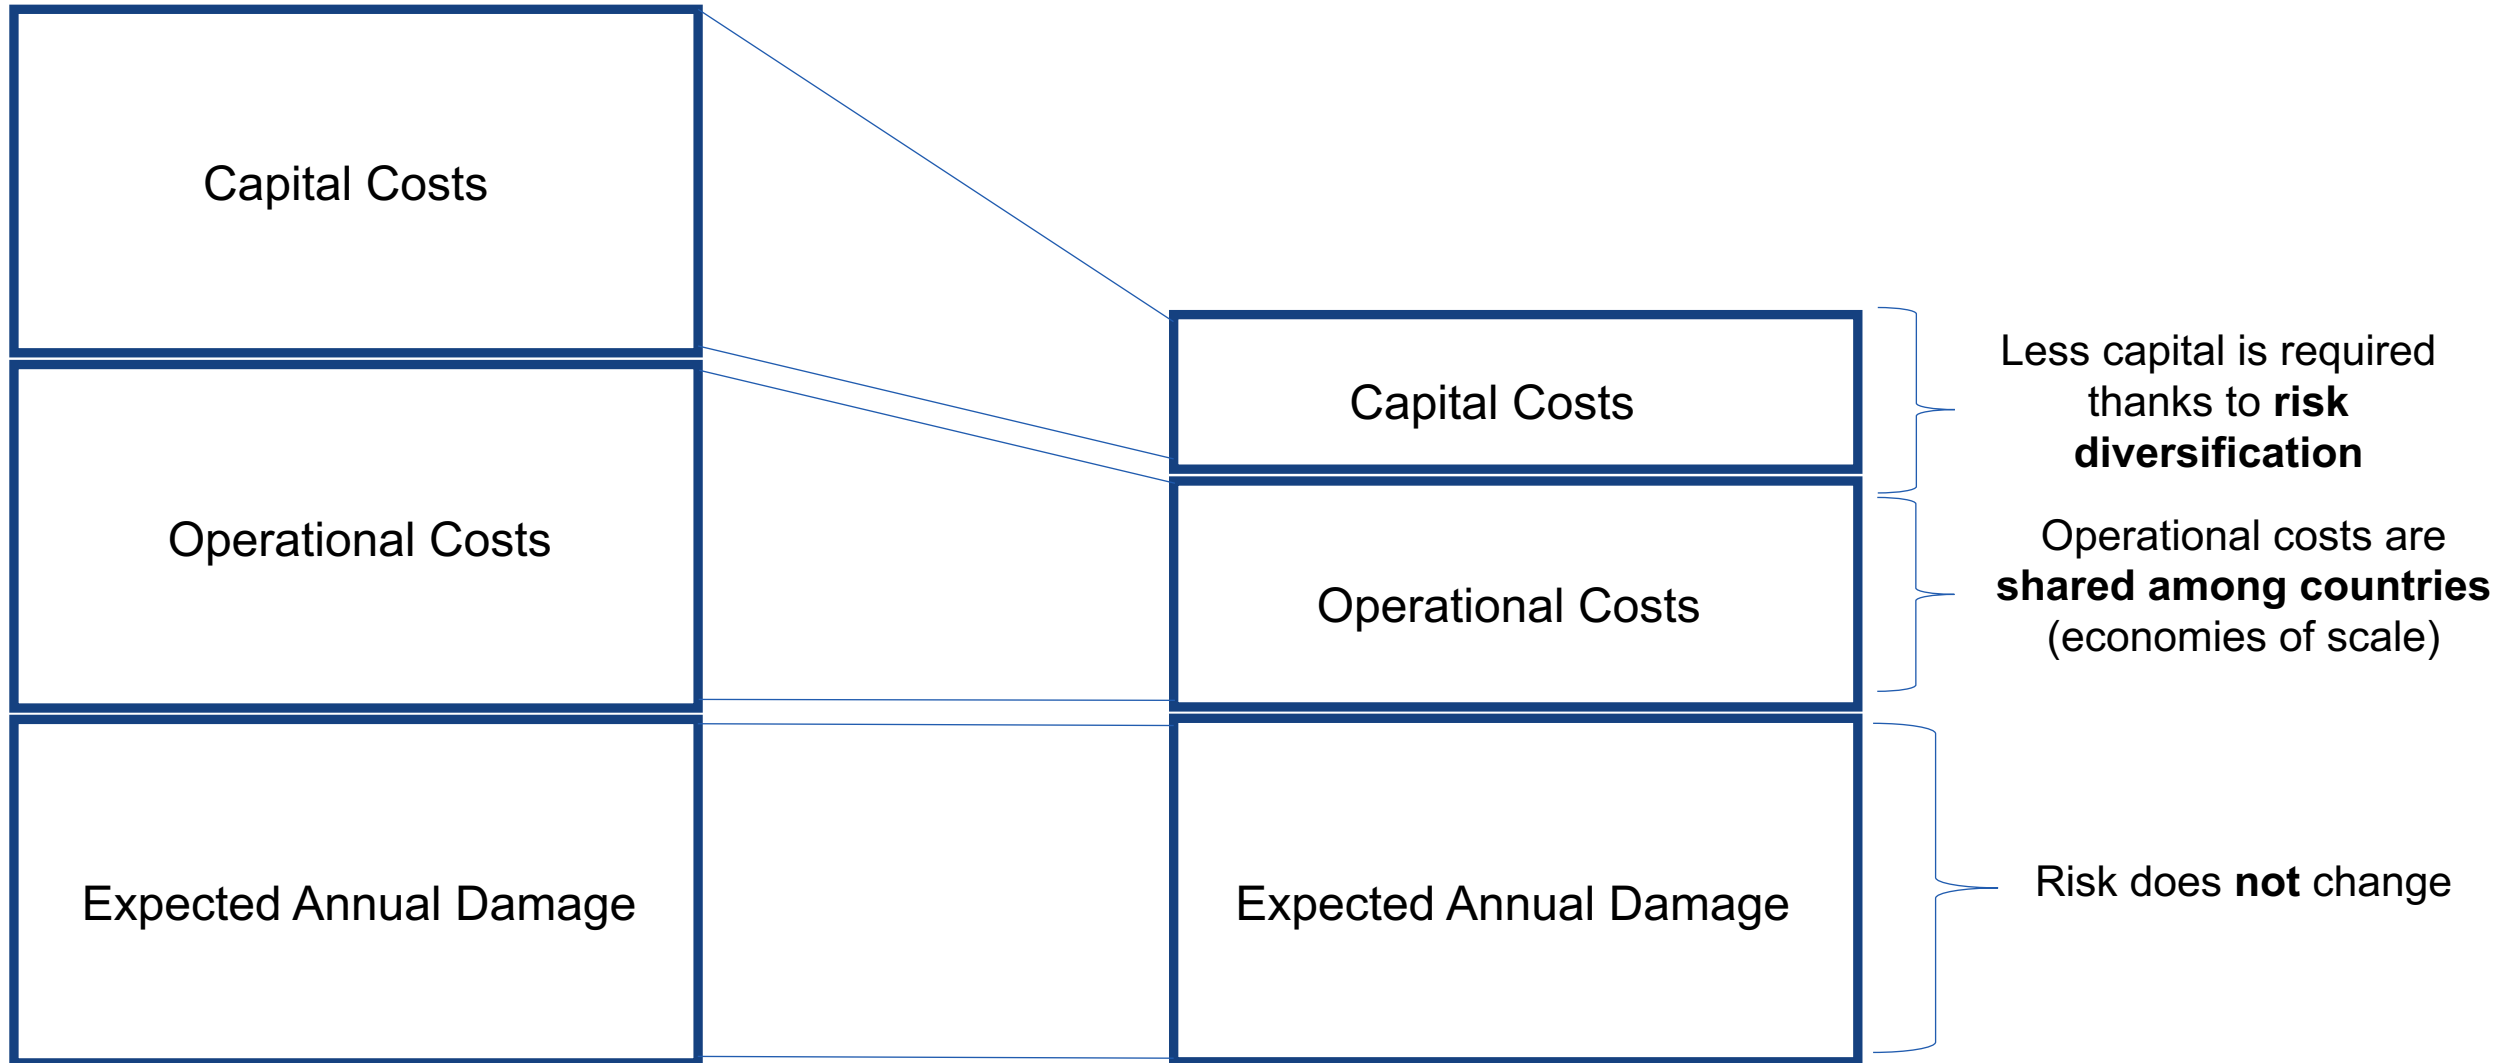 Capital Costs
Operational Costs
Expected Annual Damage
Capital Costs
Operational Costs
Expected Annual Damage
Less capital is required
thanks to risk
diversification
Operational costs are
shared among countries
(economies of scale)
Risk does not change